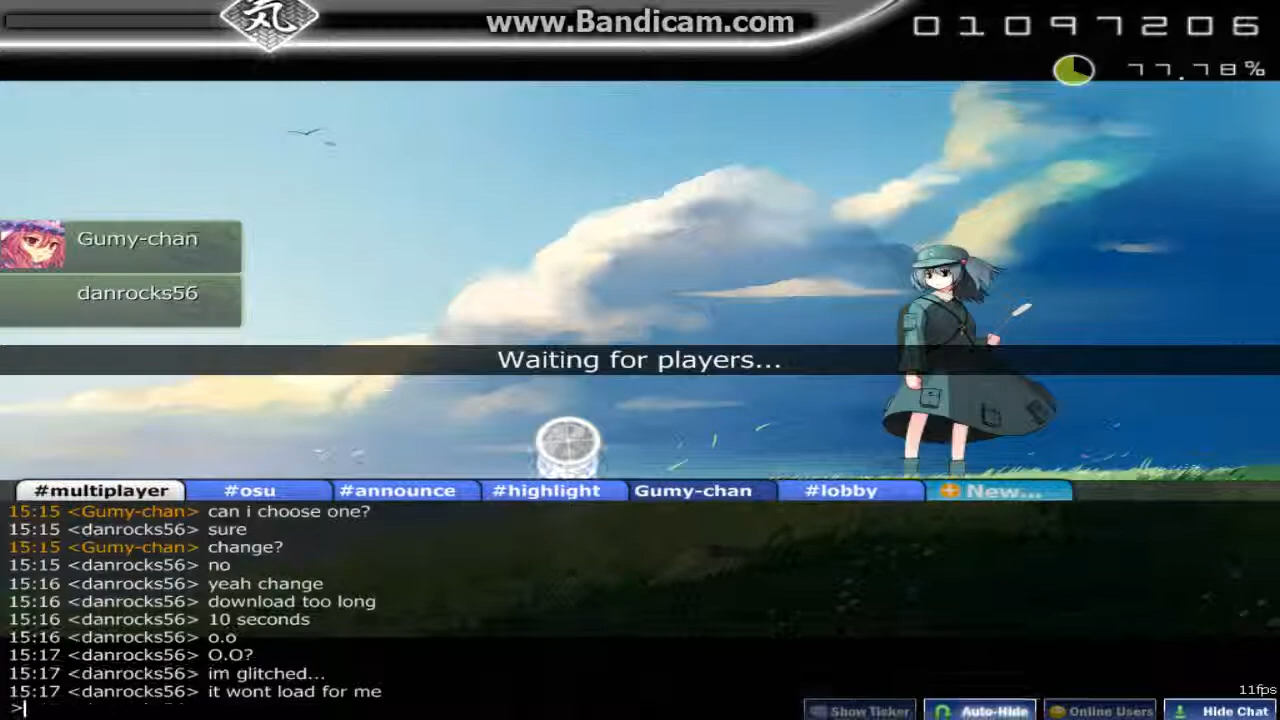 気
www.Bandicam.com
01097206
77.78%
Gumy-chan
danrocks56
Waiting for players...
#multiplayer
#osu
#announce
#highlight
Gumy-chan
#lobby
New...
15:15 <Gumy-chan> can i choose one?
15:15 <danrocks56> sure
15:15 <Gumy-chan> change?
15:15 <danrocks56> no
15:16 <danrocks56> yeah change
15:16 <danrocks56> download too long
15:16 <danrocks56> 10 seconds
15:16 <danrocks56> o.o
15:17 <danrocks56> O.O?
15:17 <danrocks56> im glitched...
15:17 <danrocks56> it wont load for me
>
11fps
Show Ticker
Auto-Hide
Online Users
Hide Chat